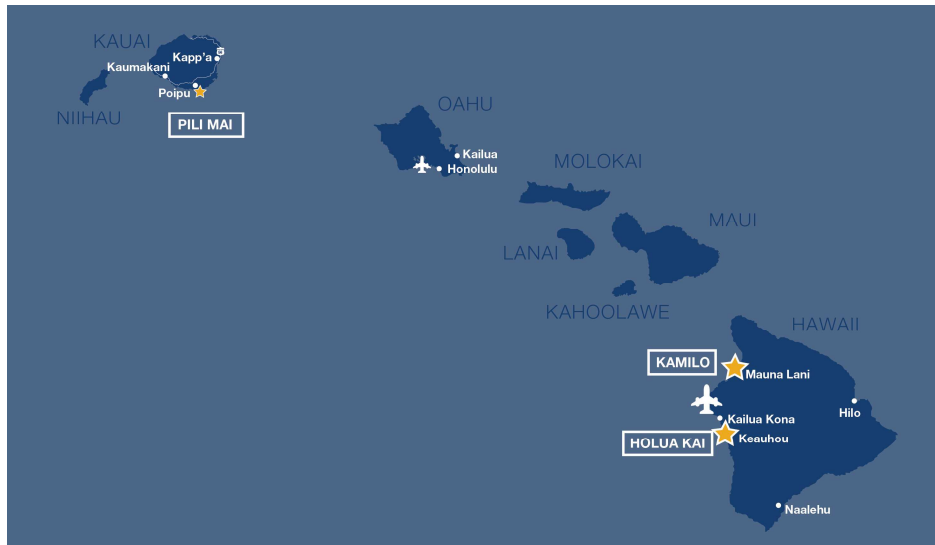 KAUAI
Kapp'a
Kaumakani
Poipu
NIIHAU
PILI MAI
OAHU
Kailua
Honolulu
MOLOKAI
MAUI
LANAI
KAHOOLAWE
HAWAII
KAMILO
Mauna Lani
Hilo
Kailua Kona
HOLUA KAI
Keauhou
Naalehu